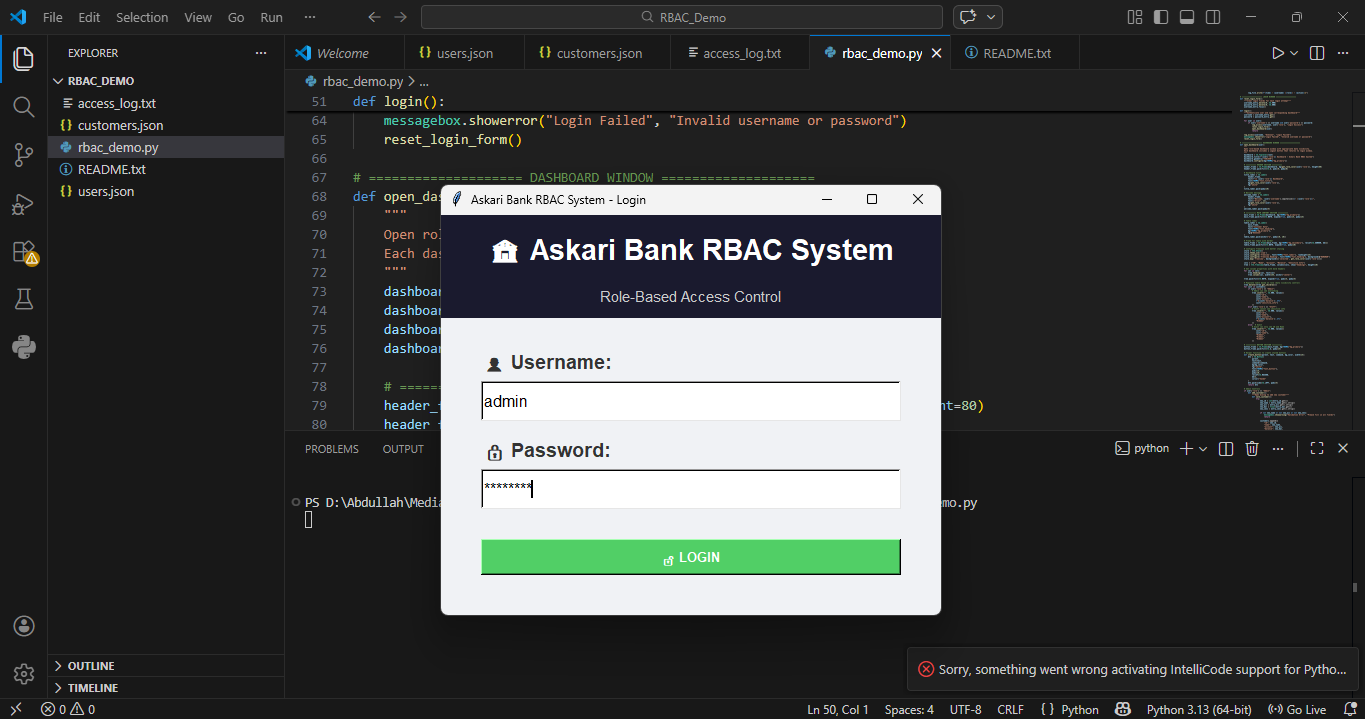 File Edit Selection View Go Run ···
RBAC_Demo
EXPLORER ···
RBAC_DEMO
access_log.txt
customers.json
rbac_demo.py
README.txt
users.json
OUTLINE
TIMELINE
Welcome users.json customers.json access_log.txt rbac_demo.py README.txt
rbac_demo.py > ...
51 def login():
64 messagebox.showerror("Login Failed", "Invalid username or password")
65 reset_login_form()
66
67 # ==================== DASHBOARD WINDOW ====================
68 def open_das
69 """
70 Open rol
71 Each das
72 """
73 dashboar
74 dashboar
75 dashboar
76 dashboar
77
78 # ======
79 header_f nt=80)
80 header_f
Askari Bank RBAC System - Login
Askari Bank RBAC System
Role-Based Access Control
Username:
admin
Password:
********
LOGIN
PROBLEMS OUTPUT
python
PS D:\Abdullah\Media emo.py
Sorry, something went wrong activating IntelliCode support for Pytho...
0 0
Ln 50, Col 1 Spaces: 4 UTF-8 CRLF { } Python Python 3.13 (64-bit) Go Live